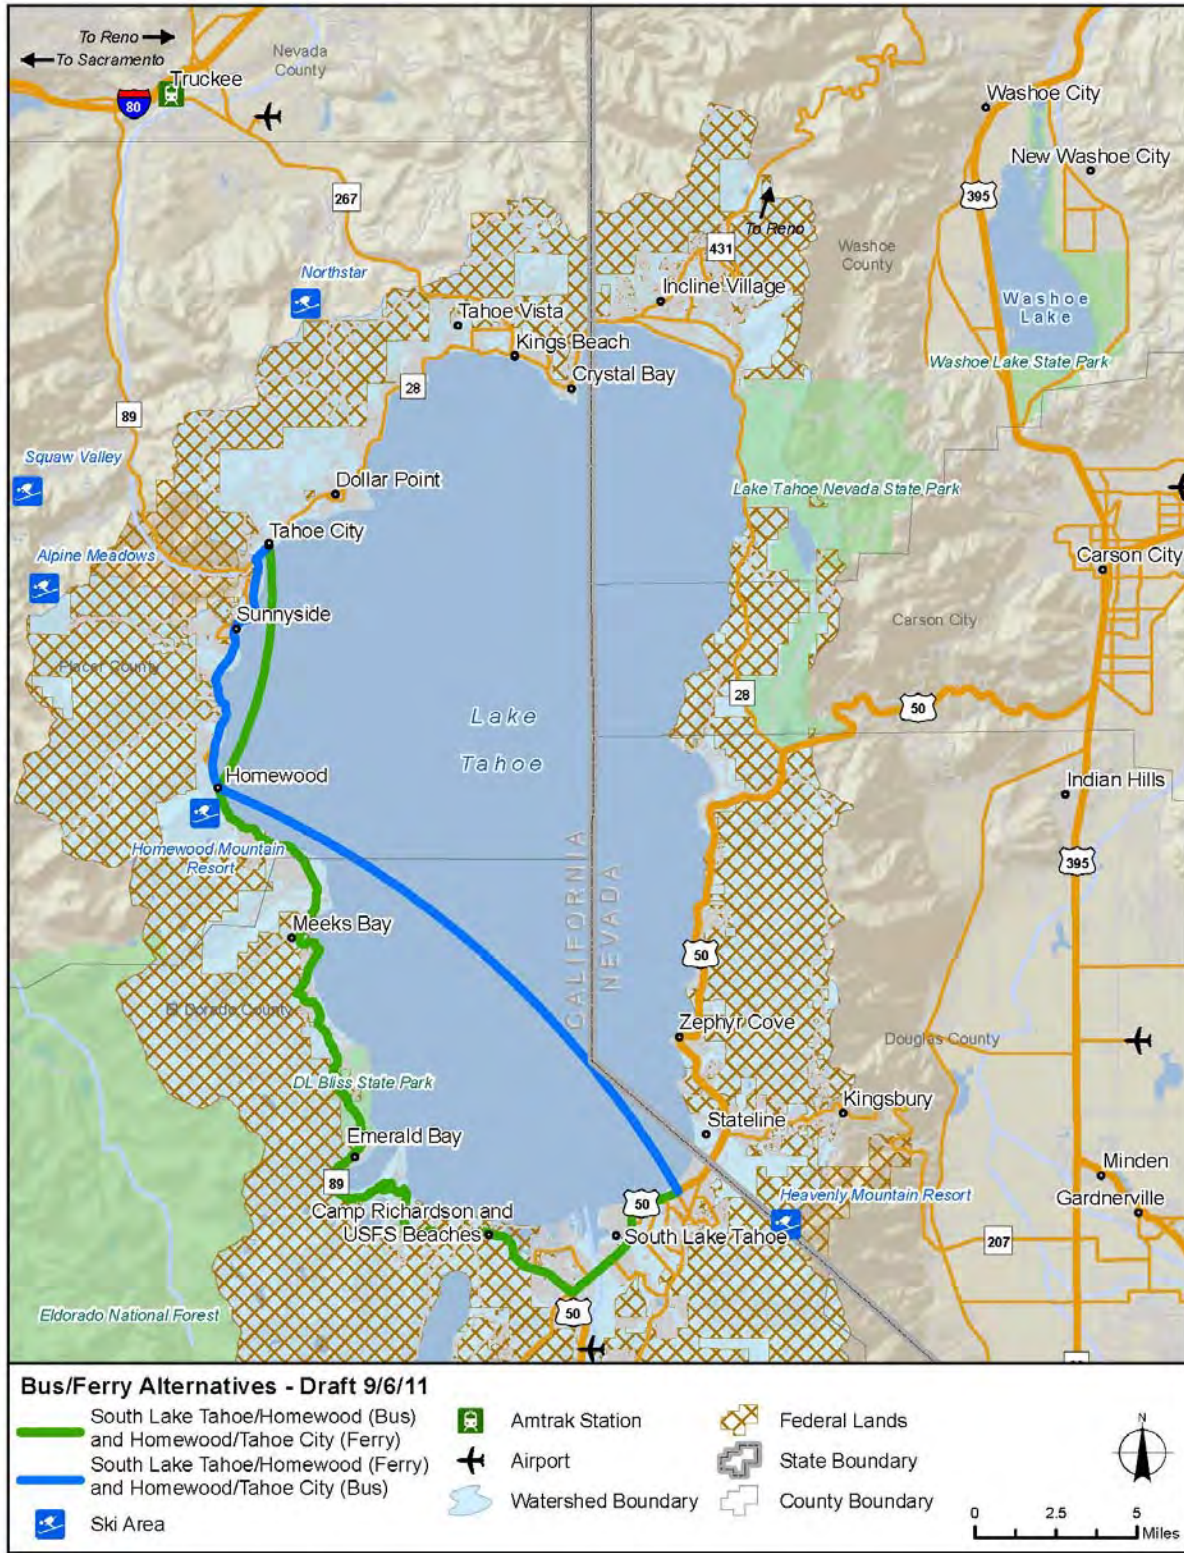 To Reno
To Sacramento
Nevada
County
Truckee
80
Washoe City
New Washoe City
267
395
To Reno
431
Washoe
County
Northstar
Incline Village
Washoe
Lake
Tahoe Vista
Kings Beach
Washoe Lake State Park
Crystal Bay
28
89
Squaw Valley
Dollar Point
Lake Tahoe Nevada State Park
Tahoe City
Alpine Meadows
Carson City
Sunnyside
Carson City
Placer County
28
50
Lake
Tahoe
Homewood
Indian Hills
Homewood Mountain
Resort
CALIFORNIA
NEVADA
395
Meeks Bay
50
El Dorado County
Zephyr Cove
Douglas County
DL Bliss State Park
Kingsbury
Stateline
Emerald Bay
Minden
89
Heavenly Mountain Resort
Gardnerville
Camp Richardson and
USFS Beaches
50
South Lake Tahoe
207
Eldorado National Forest
50
Bus/Ferry Alternatives - Draft 9/6/11
South Lake Tahoe/Homewood (Bus)
and Homewood/Tahoe City (Ferry)
South Lake Tahoe/Homewood (Ferry)
and Homewood/Tahoe City (Bus)
Ski Area
Amtrak Station
Airport
Watershed Boundary
Federal Lands
State Boundary
County Boundary
N
0 2.5 5
Miles